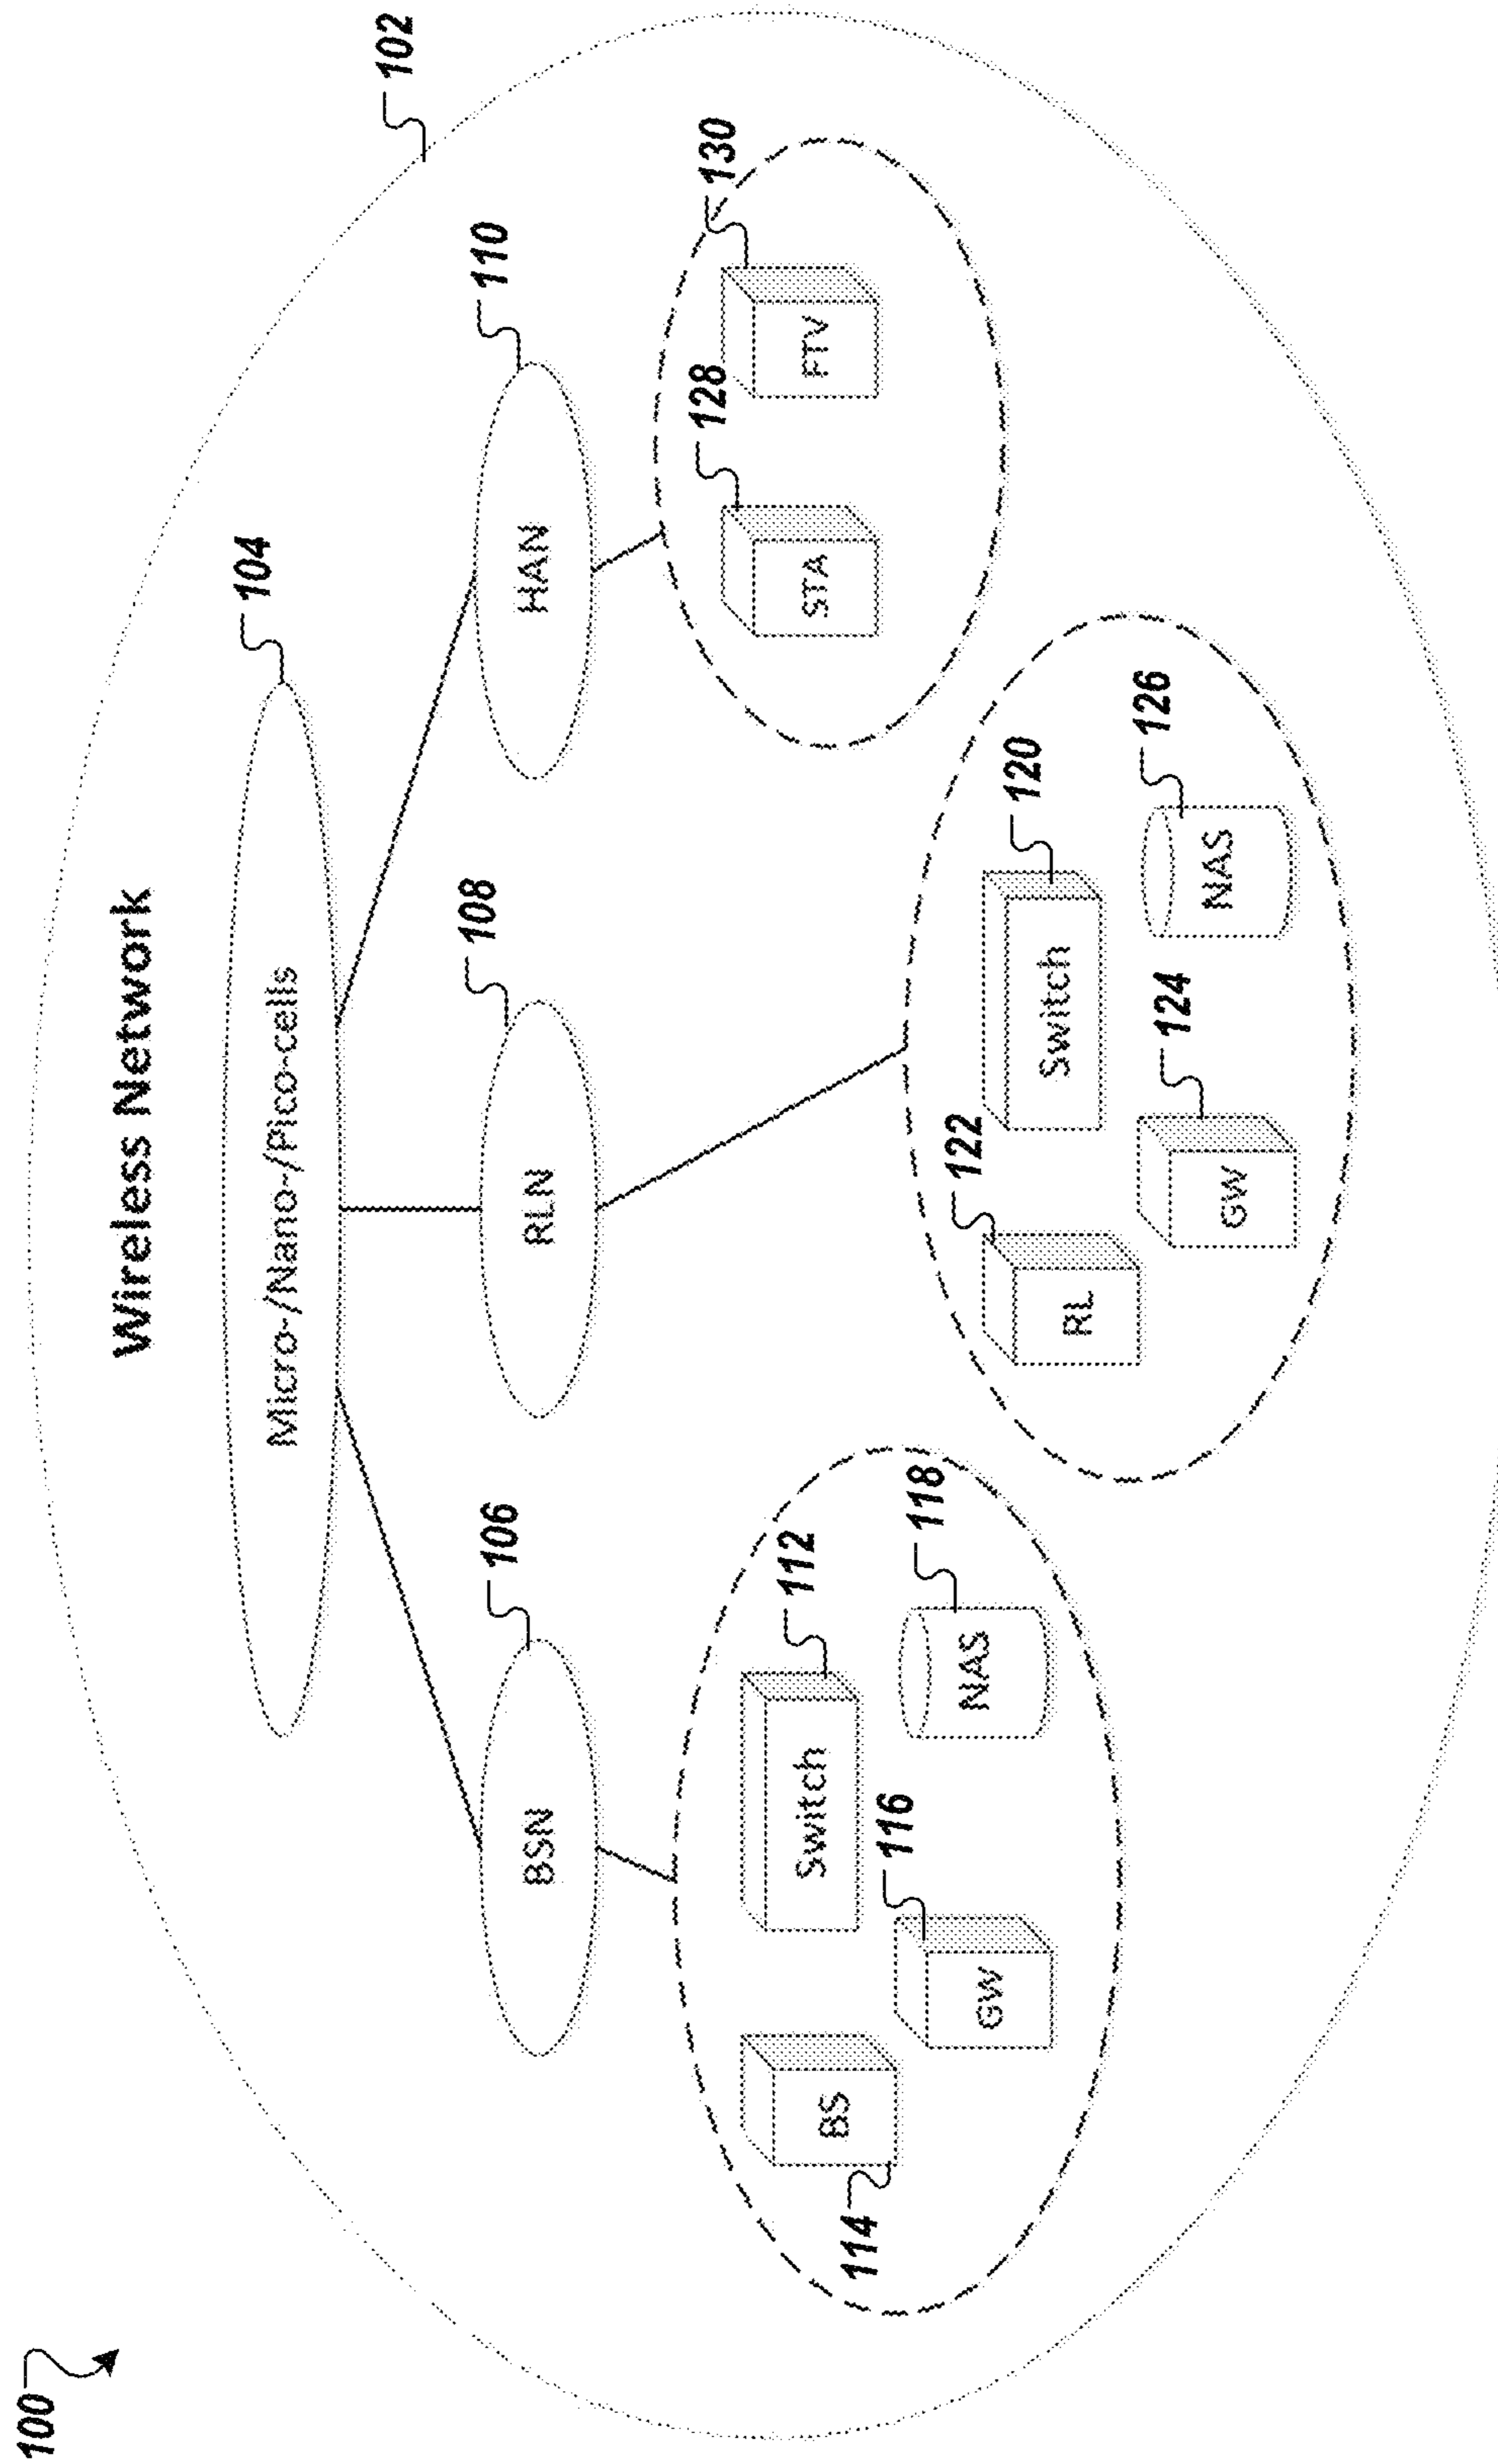 100
102
Wireless Network
104
Micro-/Nano-/Pico-cells
106
108
110
BSN
RLN
HAN
112
Switch
114
BS
116
GW
118
NAS
120
Switch
122
RL
124
GW
126
NAS
128
STA
130
FTV